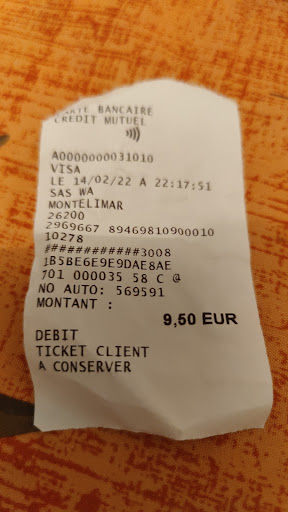 CARTE BANCAIRE
CREDIT MUTUEL
A0000000031010
VISA
LE 14/02/22 A 22:17:51
SAS WA
MONTELIMAR
26200
2969667 89469810900010
10278
############3008
1B5BE6E9E9DAE8AE
701 000035 58 C @
NO AUTO: 569591
MONTANT :
9,50 EUR
DEBIT
TICKET CLIENT
A CONSERVER